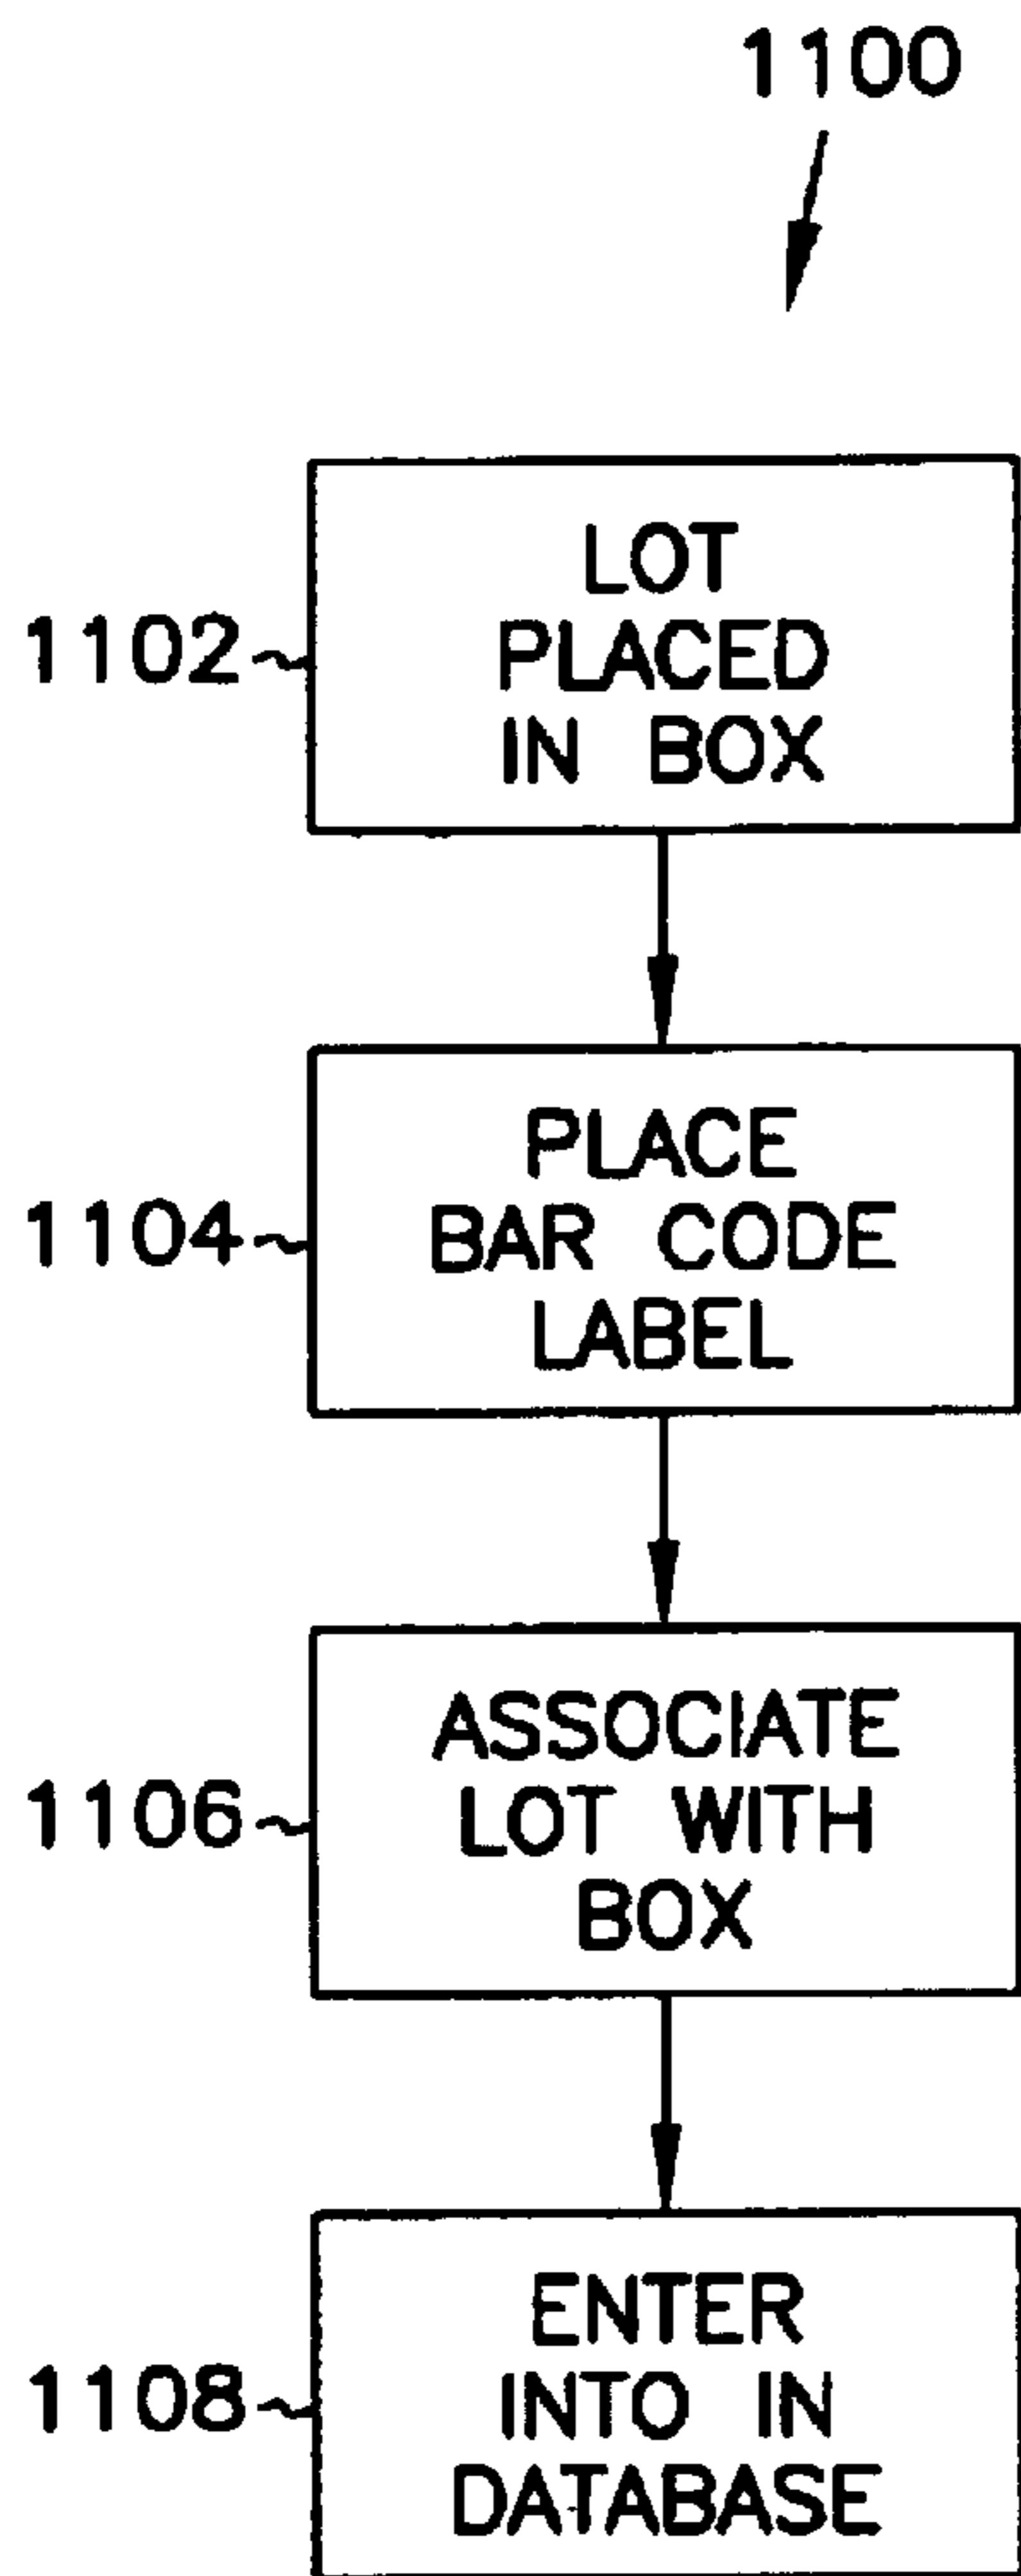 1100
1102
LOT
PLACED
IN BOX
1104
PLACE
BAR CODE
LABEL
1106
ASSOCIATE
LOT WITH
BOX
1108
ENTER
INTO IN
DATABASE